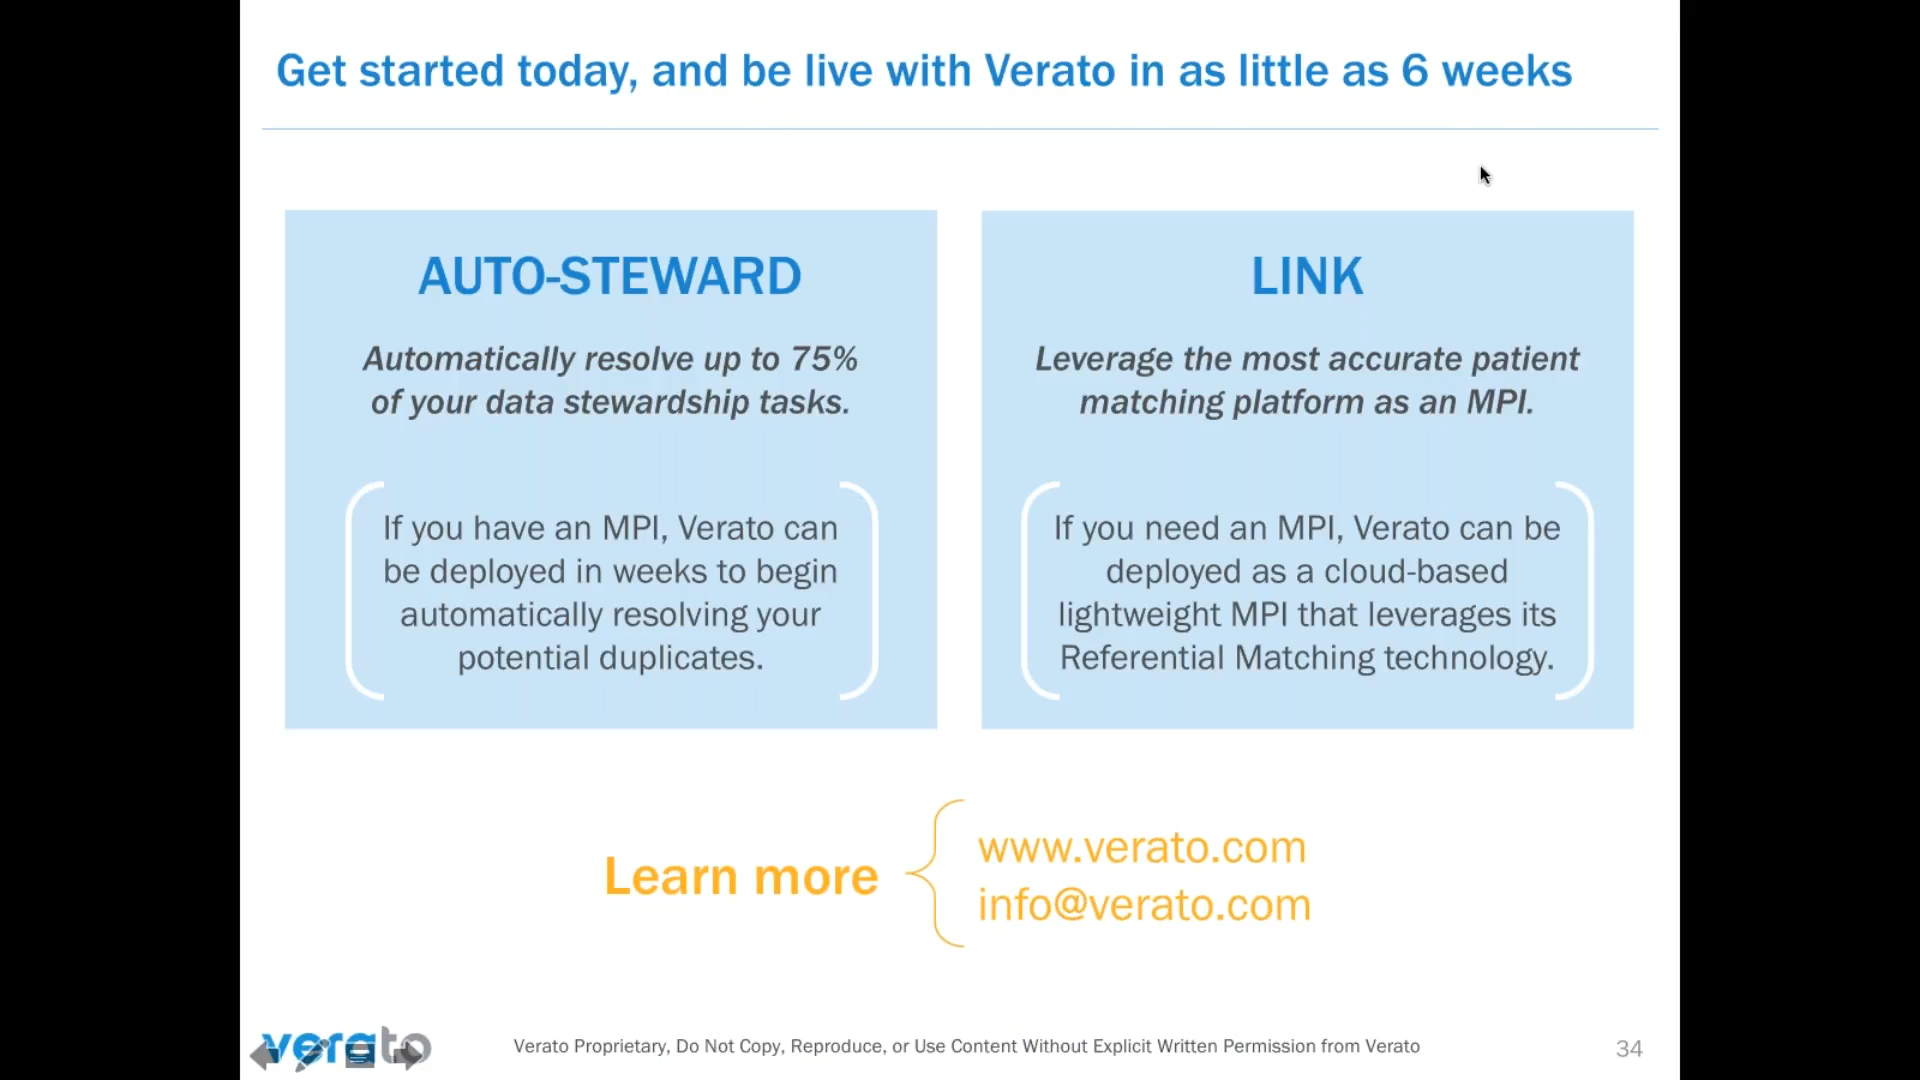 Get started today, and be live with Verato in as little as 6 weeks
AUTO-STEWARD
Automatically resolve up to 75%
of your data stewardship tasks.
If you have an MPI, Verato can
be deployed in weeks to begin
automatically resolving your
potential duplicates.
LINK
Leverage the most accurate patient
matching platform as an MPI.
If you need an MPI, Verato can be
deployed as a cloud-based
lightweight MPI that leverages its
Referential Matching technology.
Learn more
www.verato.com
info@verato.com
verato
Verato Proprietary, Do Not Copy, Reproduce, or Use Content Without Explicit Written Permission from Verato
34